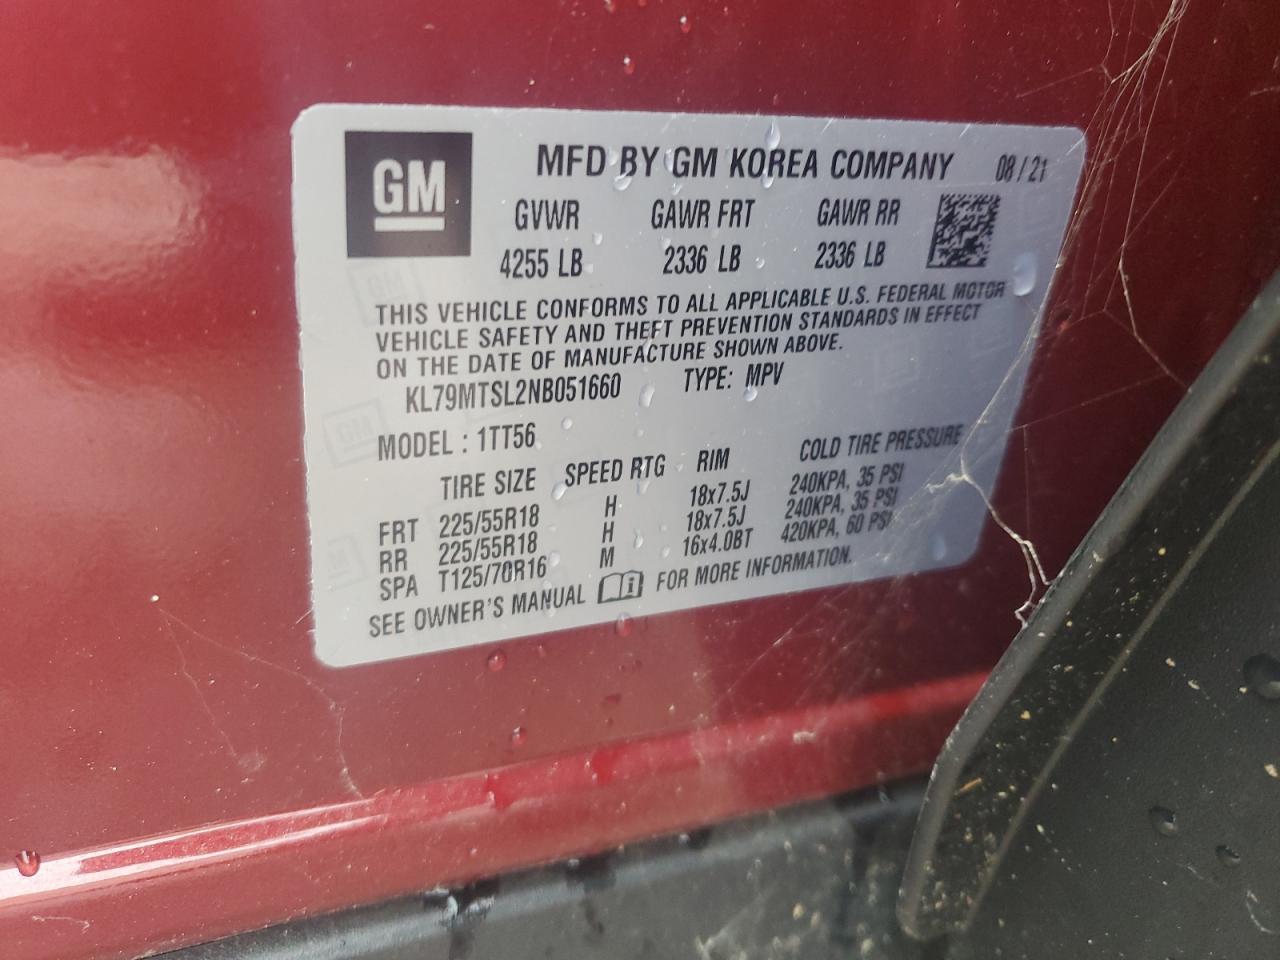 GM
MFD BY GM KOREA COMPANY 08 / 21
GVWR GAWR FRT GAWR RR
4255 LB 2336 LB 2336 LB
THIS VEHICLE CONFORMS TO ALL APPLICABLE U.S. FEDERAL MOTOR
VEHICLE SAFETY AND THEFT PREVENTION STANDARDS IN EFFECT
ON THE DATE OF MANUFACTURE SHOWN ABOVE.
KL79MTSL2NB051660 TYPE: MPV
MODEL : 1TT56
TIRE SIZE SPEED RTG RIM COLD TIRE PRESSURE
FRT 225/55R18 H 18x7.5J 240KPA, 35 PSI
RR 225/55R18 H 18x7.5J 240KPA, 35 PSI
SPA T125/70R16 M 16x4.0BT 420KPA, 60 PSI
SEE OWNER'S MANUAL FOR MORE INFORMATION.